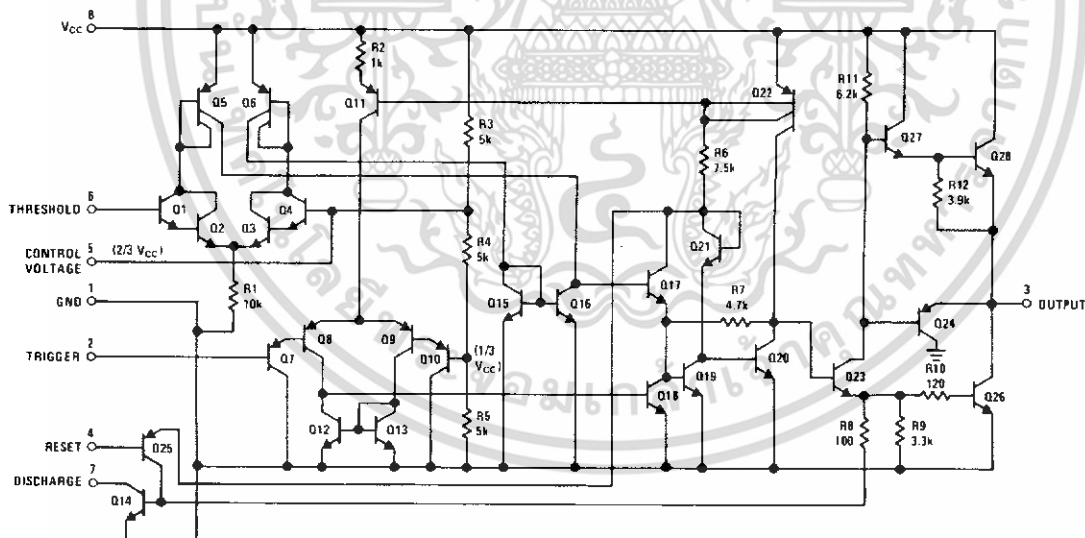 8
VCC
R2
1k
Q5
Q6
Q11
R3
5k
Q22
R11
6.2k
Q27
Q28
R6
7.5k
R12
3.9k
6
THRESHOLD
Q1
Q2
Q3
Q4
5
CONTROL VOLTAGE
(2/3 VCC)
R4
5k
Q21
1
GND
R1
10k
Q15
Q16
Q17
R7
4.7k
3
OUTPUT
Q24
2
TRIGGER
Q7
Q8
Q9
Q10
(1/3 VCC)
Q18
Q19
Q20
Q23
R10
120
Q26
R5
5k
R8
100
R9
3.3k
Q12
Q13
4
RESET
Q25
7
DISCHARGE
Q14